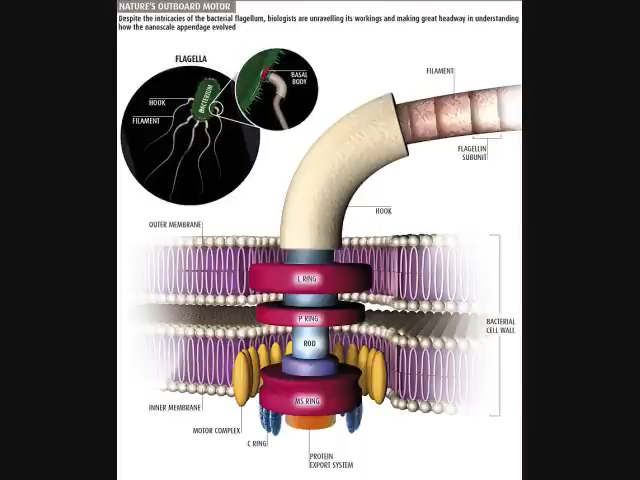 NATURE'S OUTBOARD MOTOR
Despite the intricacies of the bacterial flagellum, biologists are unravelling its workings and making great headway in understanding
how the nanoscale appendage evolved
FLAGELLA
BASAL
BODY
HOOK
BACTERIUM
FILAMENT
FILAMENT
FLAGELLIN
SUBUNIT
HOOK
OUTER MEMBRANE
L RING
P RING
BACTERIAL
CELL WALL
ROD
MS RING
INNER MEMBRANE
MOTOR COMPLEX
C RING
PROTEIN
EXPORT SYSTEM